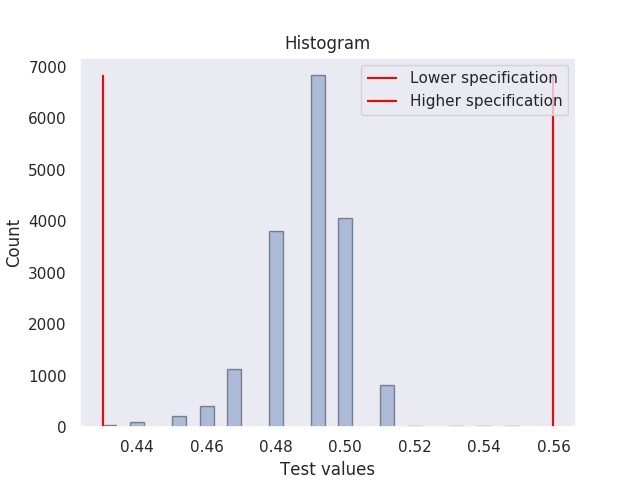 Histogram
Lower specification
Higher specification
7000
6000
5000
4000
3000
2000
1000
0
Count
0.44 0.46 0.48 0.50 0.52 0.54 0.56
Test values